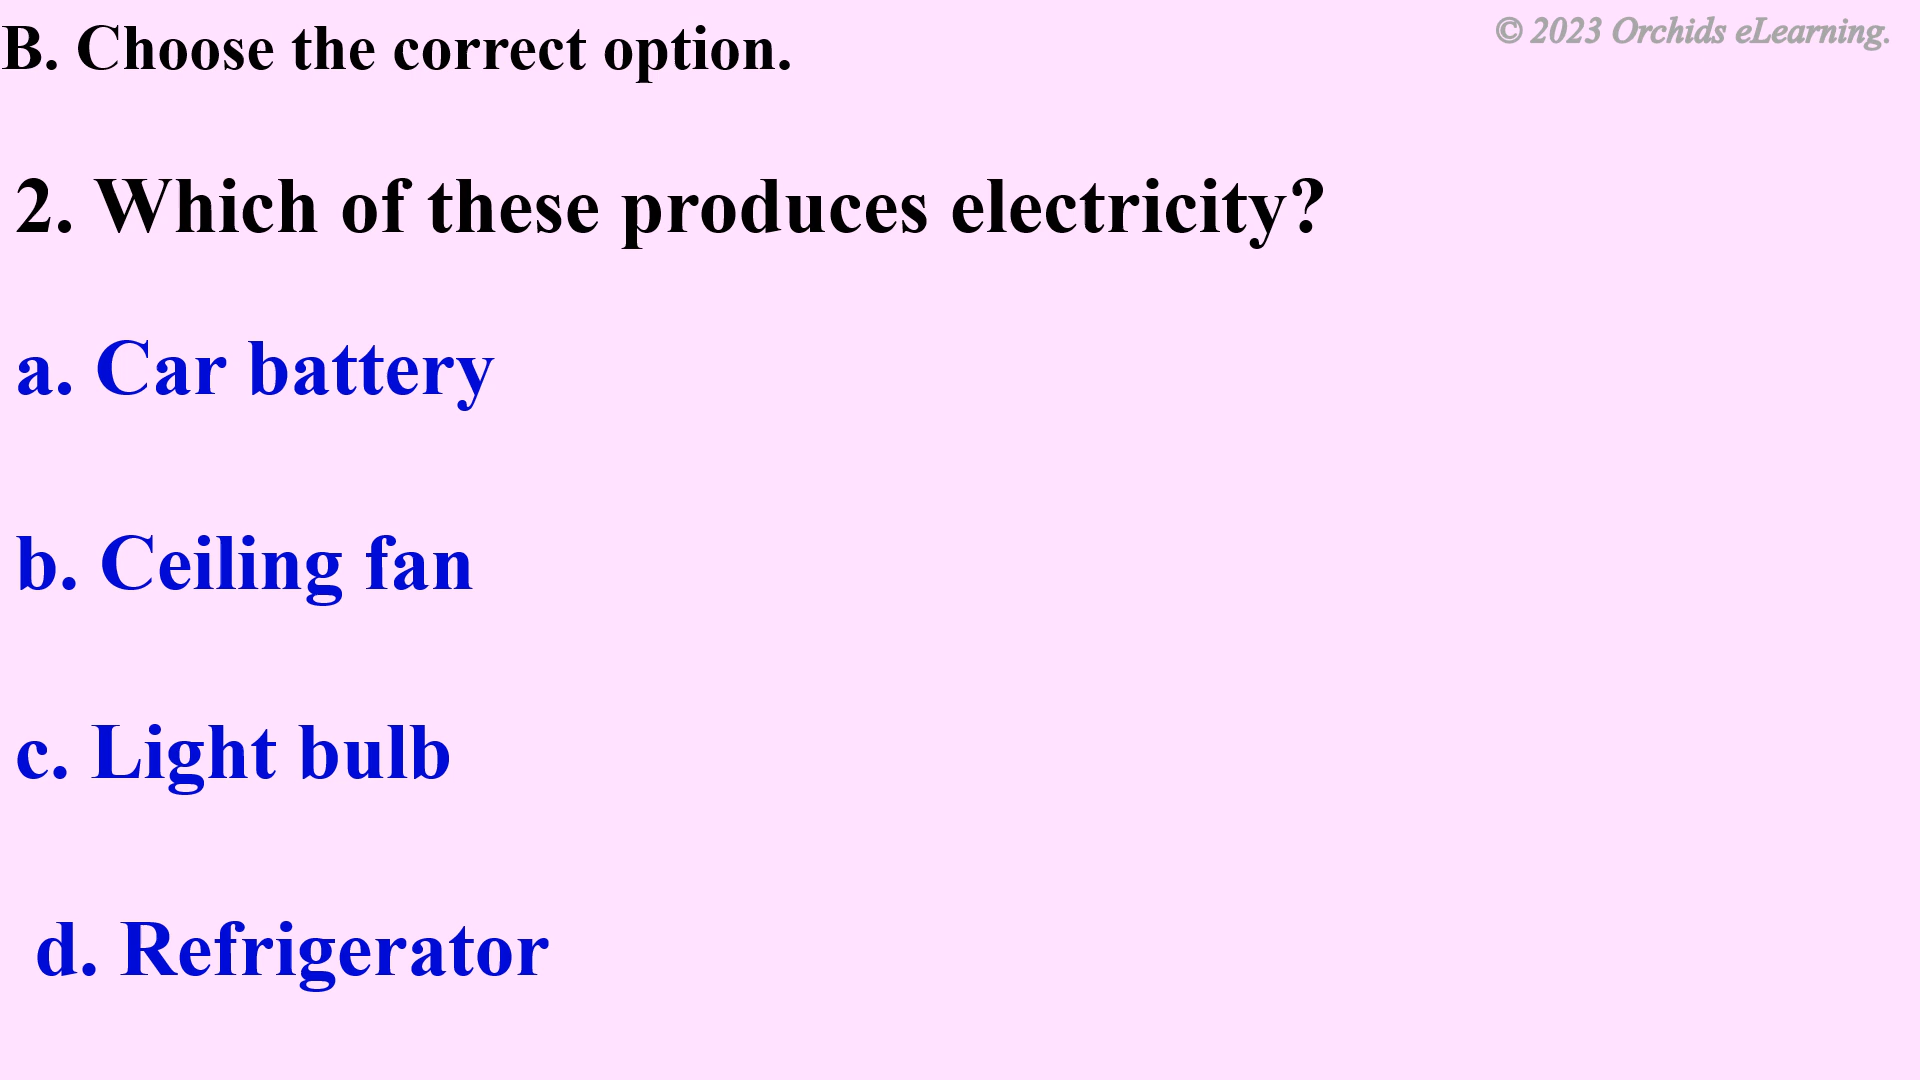 B. Choose the correct option.
© 2023 Orchids eLearning.
2. Which of these produces electricity?
a. Car battery
b. Ceiling fan
c. Light bulb
d. Refrigerator